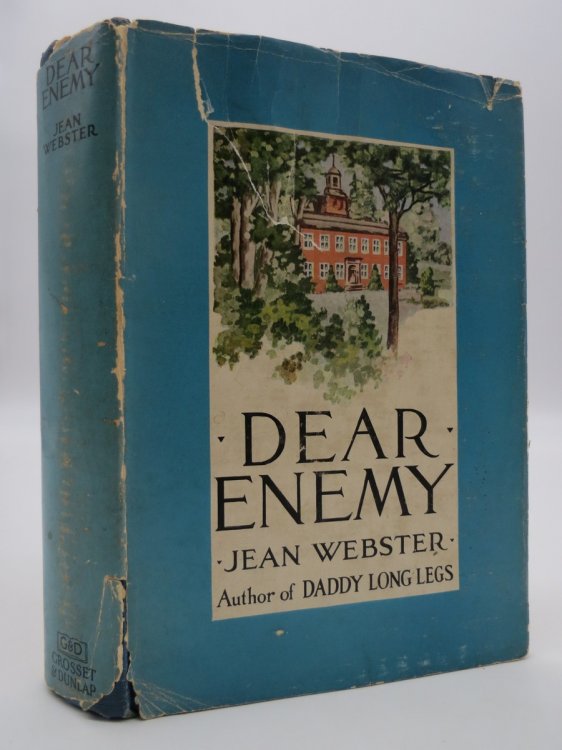 DEAR
ENEMY
JEAN
WEBSTER
G&D
GROSSET
& DUNLAP
· DEAR ·
ENEMY
· JEAN WEBSTER ·
Author of DADDY LONG LEGS